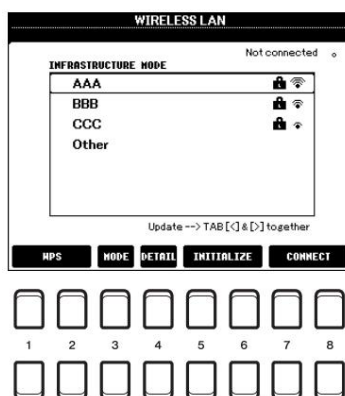 WIRELESS LAN
Not connected
INFRASTRUCTURE MODE
AAA
BBB
CCC
Other
Update --> TAB [<] & [>] together
WPS MODE DETAIL INITIALIZE CONNECT
1 2 3 4 5 6 7 8